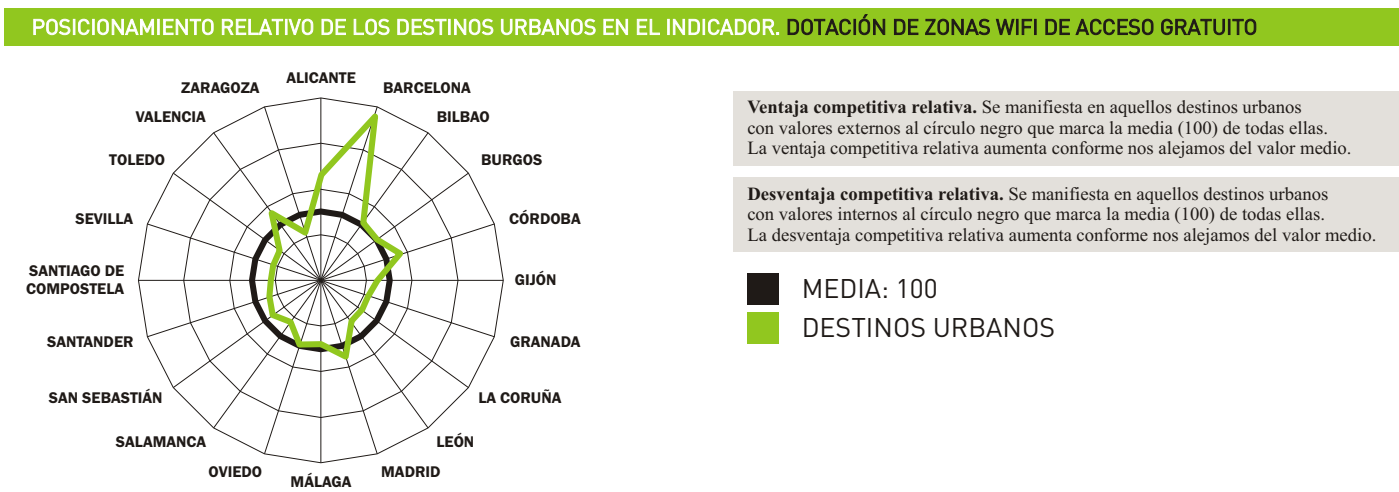 POSICIONAMIENTO RELATIVO DE LOS DESTINOS URBANOS EN EL INDICADOR. DOTACIÓN DE ZONAS WIFI DE ACCESO GRATUITO
ALICANTE
BARCELONA
BILBAO
BURGOS
CÓRDOBA
GIJÓN
GRANADA
LA CORUÑA
LEÓN
MADRID
MÁLAGA
OVIEDO
SALAMANCA
SAN SEBASTIÁN
SANTANDER
SANTIAGO DE
COMPOSTELA
SEVILLA
TOLEDO
VALENCIA
ZARAGOZA
Ventaja competitiva relativa. Se manifiesta en aquellos destinos urbanos
con valores externos al círculo negro que marca la media (100) de todas ellas.
La ventaja competitiva relativa aumenta conforme nos alejamos del valor medio.
Desventaja competitiva relativa. Se manifiesta en aquellos destinos urbanos
con valores internos al círculo negro que marca la media (100) de todas ellas.
La desventaja competitiva relativa aumenta conforme nos alejamos del valor medio.
MEDIA: 100
DESTINOS URBANOS